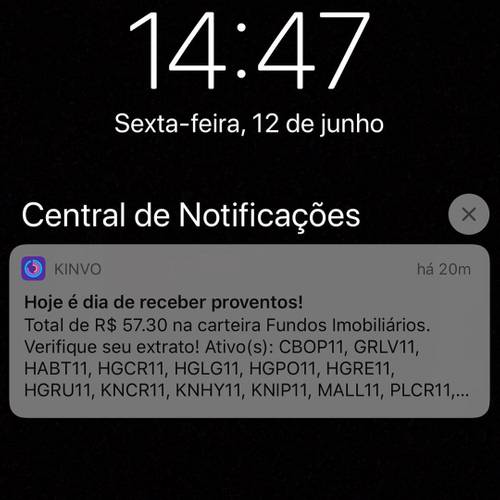 14:47
Sexta-feira, 12 de junho
Central de Notificações
KINVO
há 20m
Hoje é dia de receber proventos!
Total de R$ 57.30 na carteira Fundos Imobiliários.
Verifique seu extrato! Ativo(s): CBOP11, GRLV11,
HABT11, HGCR11, HGLG11, HGPO11, HGRE11,
HGRU11, KNCR11, KNHY11, KNIP11, MALL11, PLCR11,...